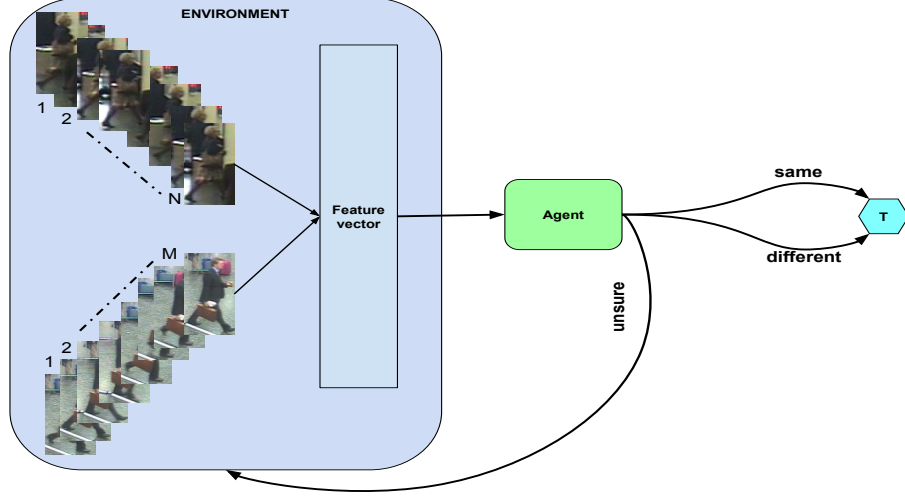 ENVIRONMENT
1
2
N
Feature
vector
Agent
same
T
different
unsure
M
2
1